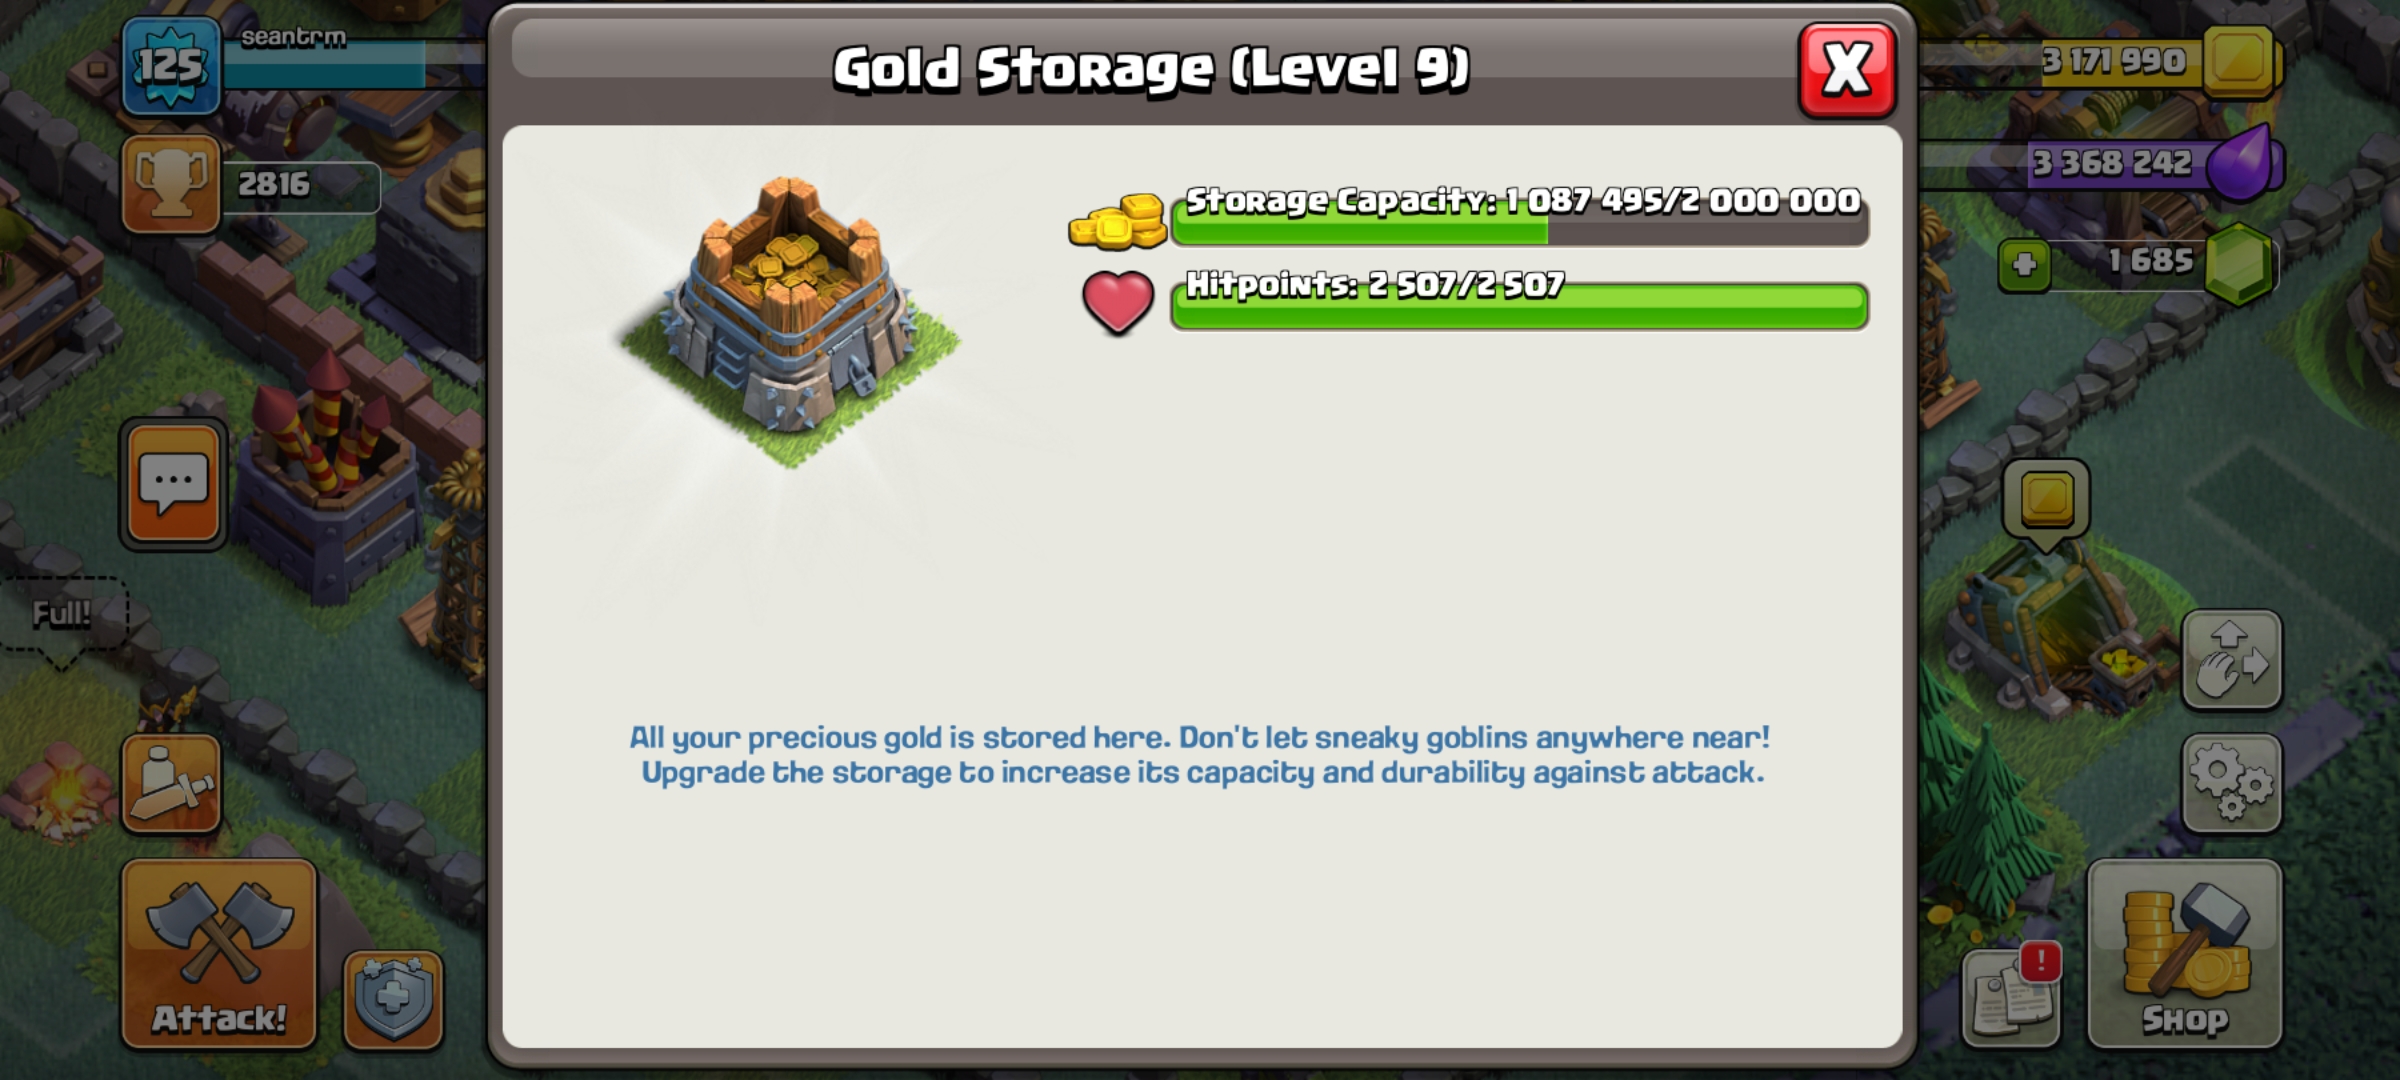 125
seantrm
2816
Full!
Attack!
Gold Storage (Level 9)
X
Storage Capacity: 1 087 495/2 000 000
Hitpoints: 2 507/2 507
All your precious gold is stored here. Don't let sneaky goblins anywhere near!
Upgrade the storage to increase its capacity and durability against attack.
3 171 990
3 368 242
1 685
!
Shop